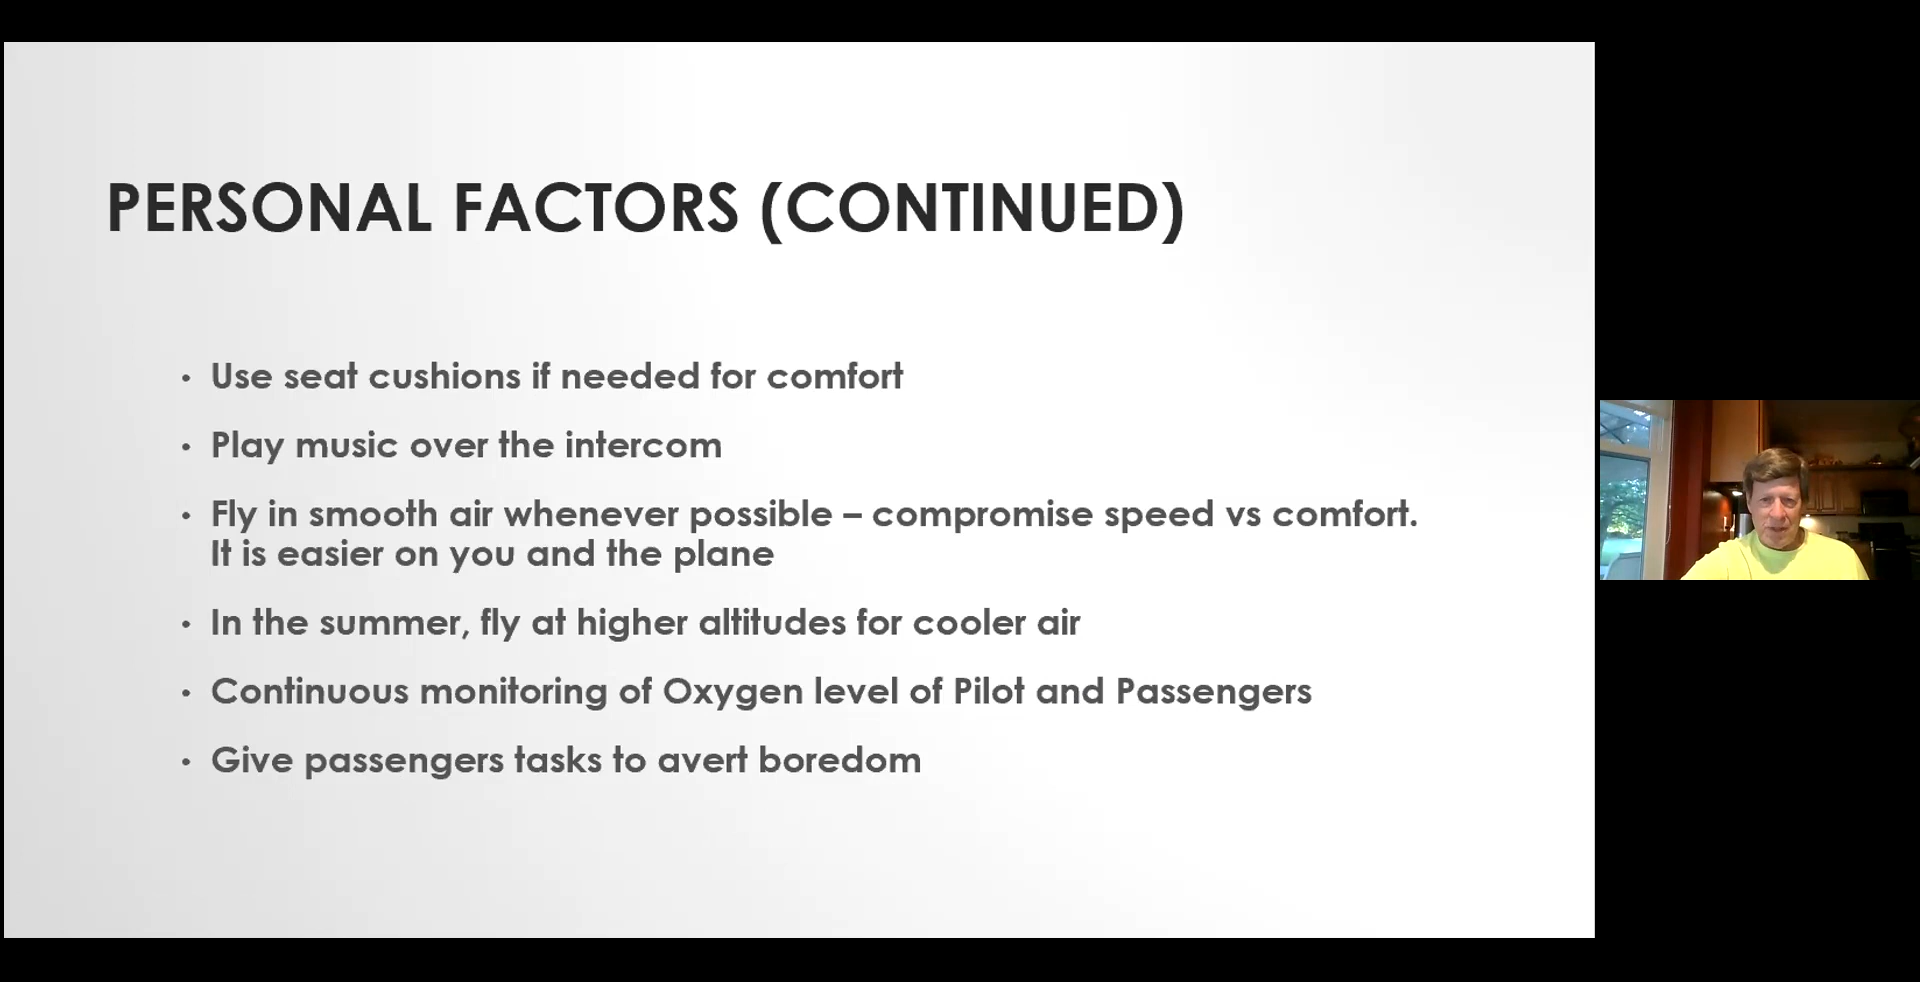 PERSONAL FACTORS (CONTINUED)
• Use seat cushions if needed for comfort
• Play music over the intercom
• Fly in smooth air whenever possible – compromise speed vs comfort.
It is easier on you and the plane
• In the summer, fly at higher altitudes for cooler air
• Continuous monitoring of Oxygen level of Pilot and Passengers
• Give passengers tasks to avert boredom